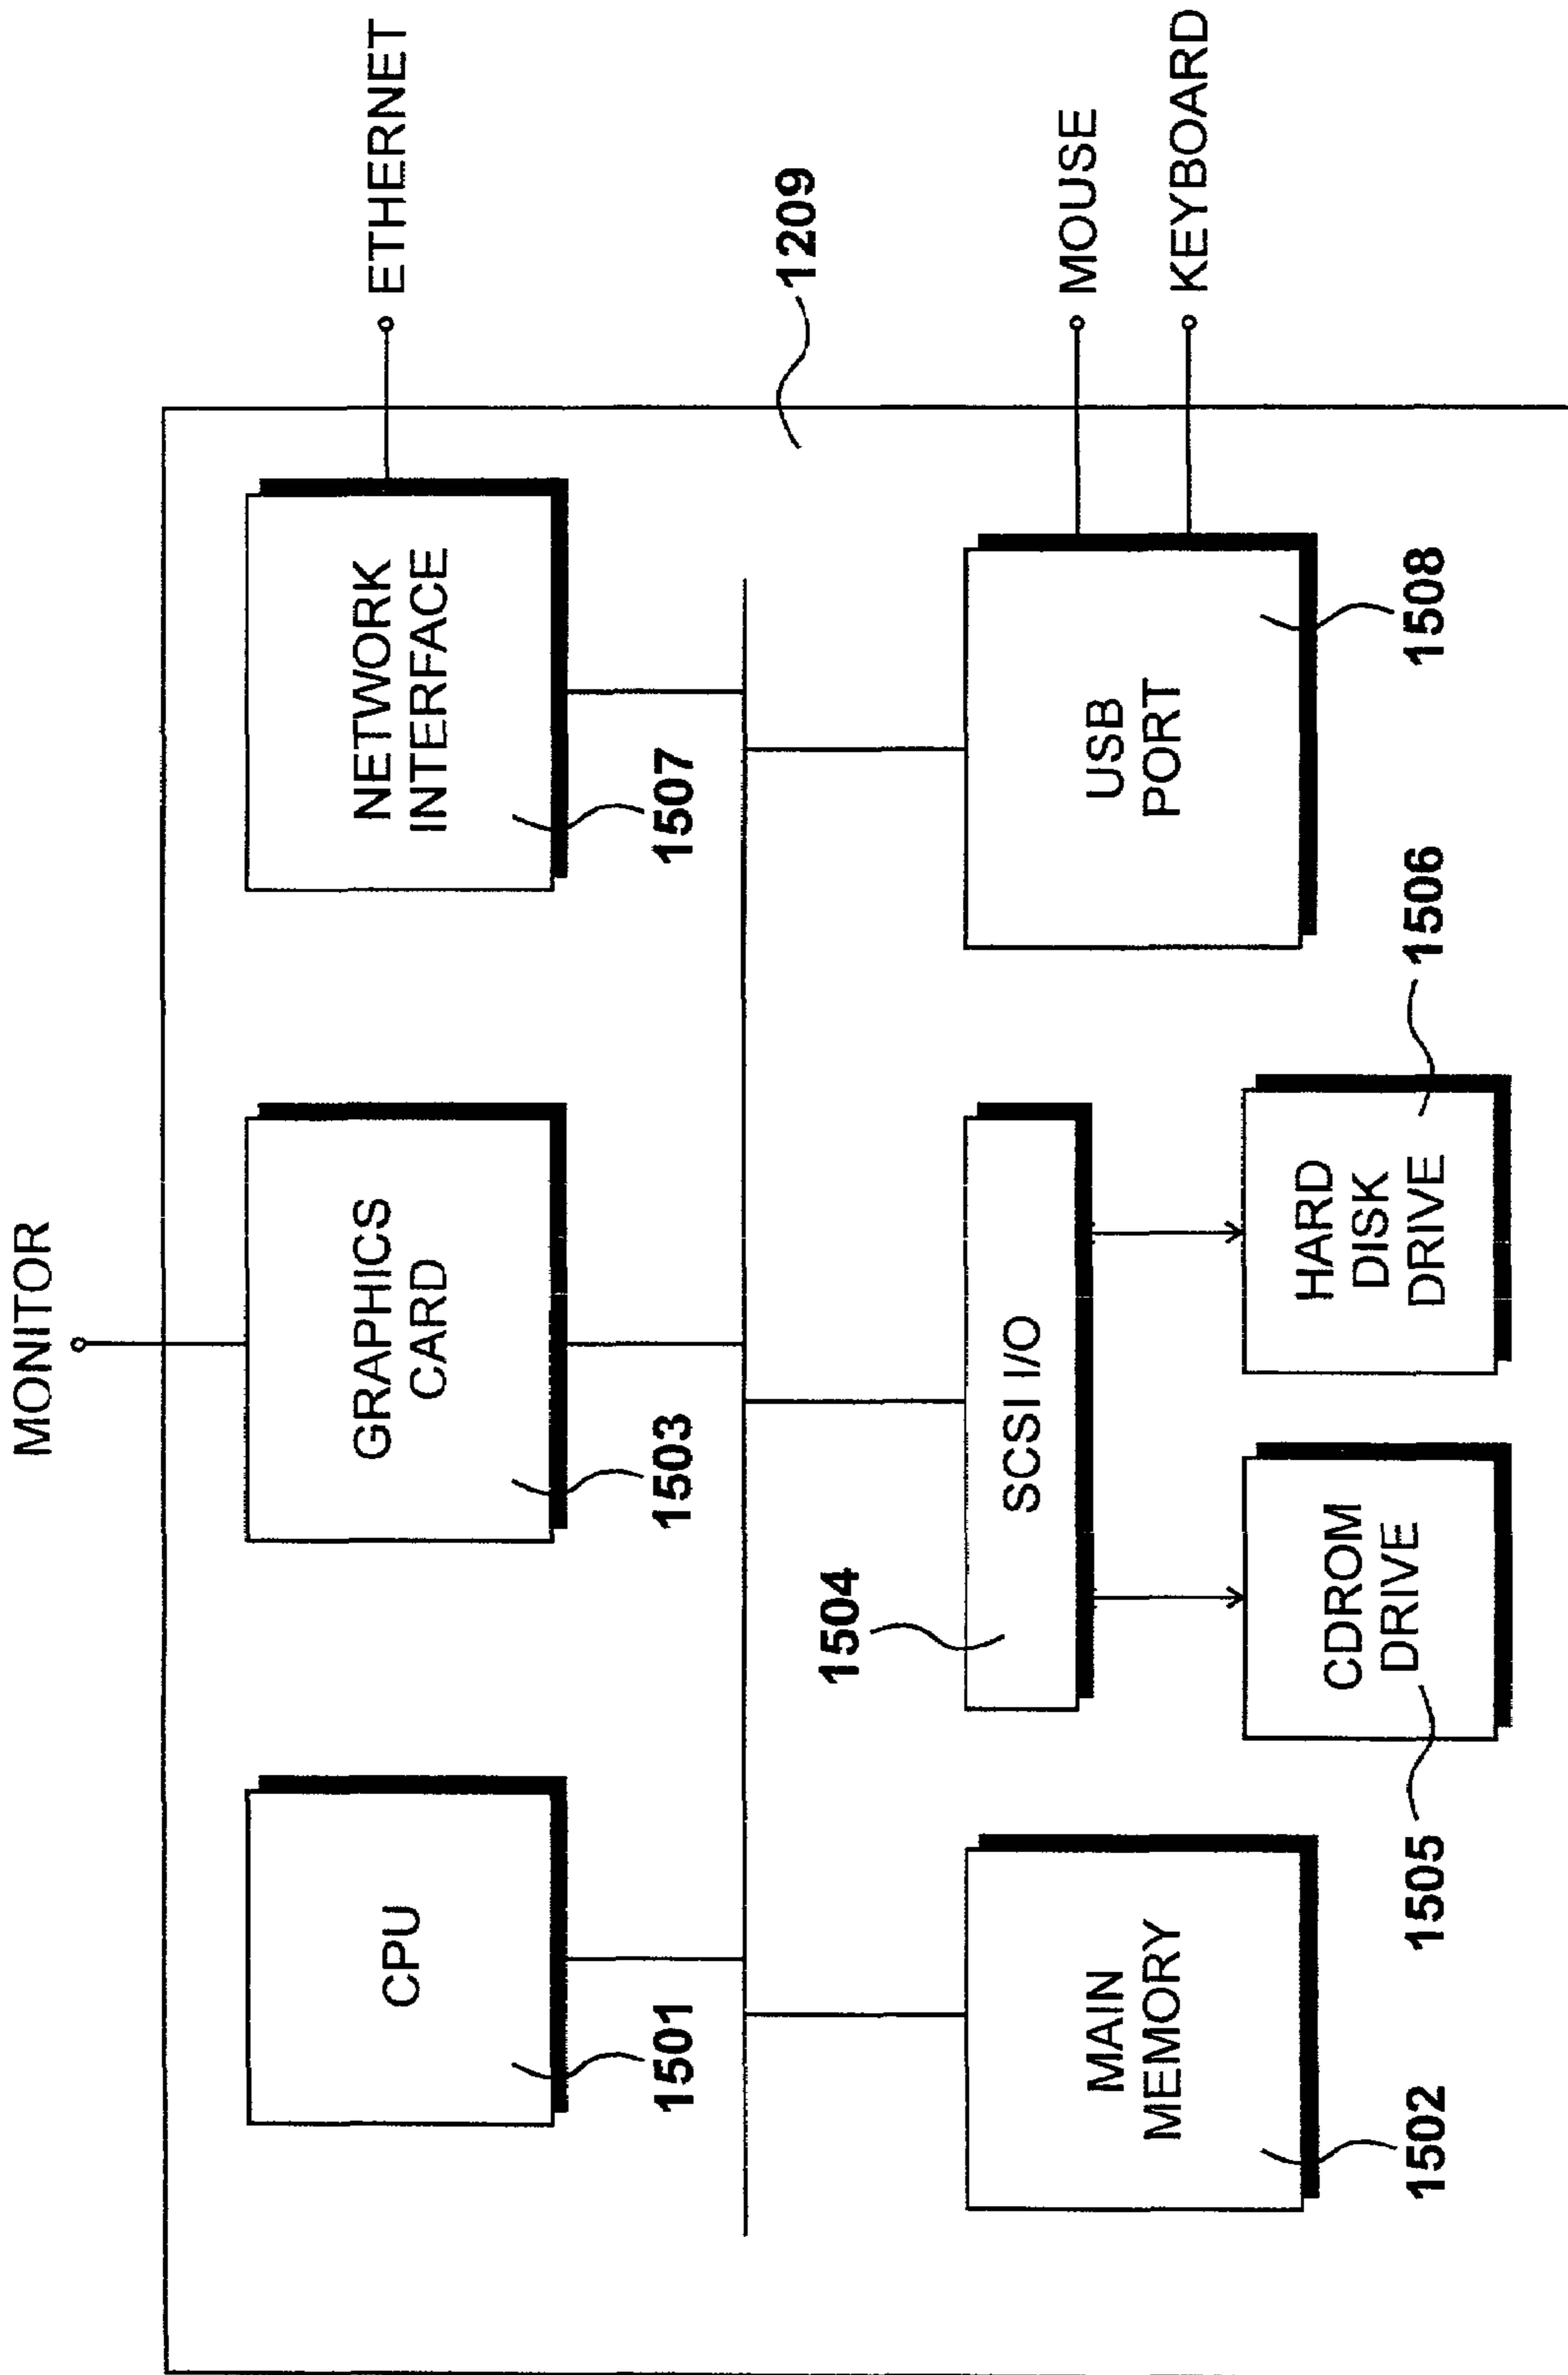 MONITOR
ETHERNET
CPU
GRAPHICS
CARD
NETWORK
INTERFACE
1501
1503
1507
1209
1504
SCSI I/O
MAIN
MEMORY
USB
PORT
MOUSE
KEYBOARD
CDROM
DRIVE
HARD
DISK
DRIVE
1502
1505
1506
1508